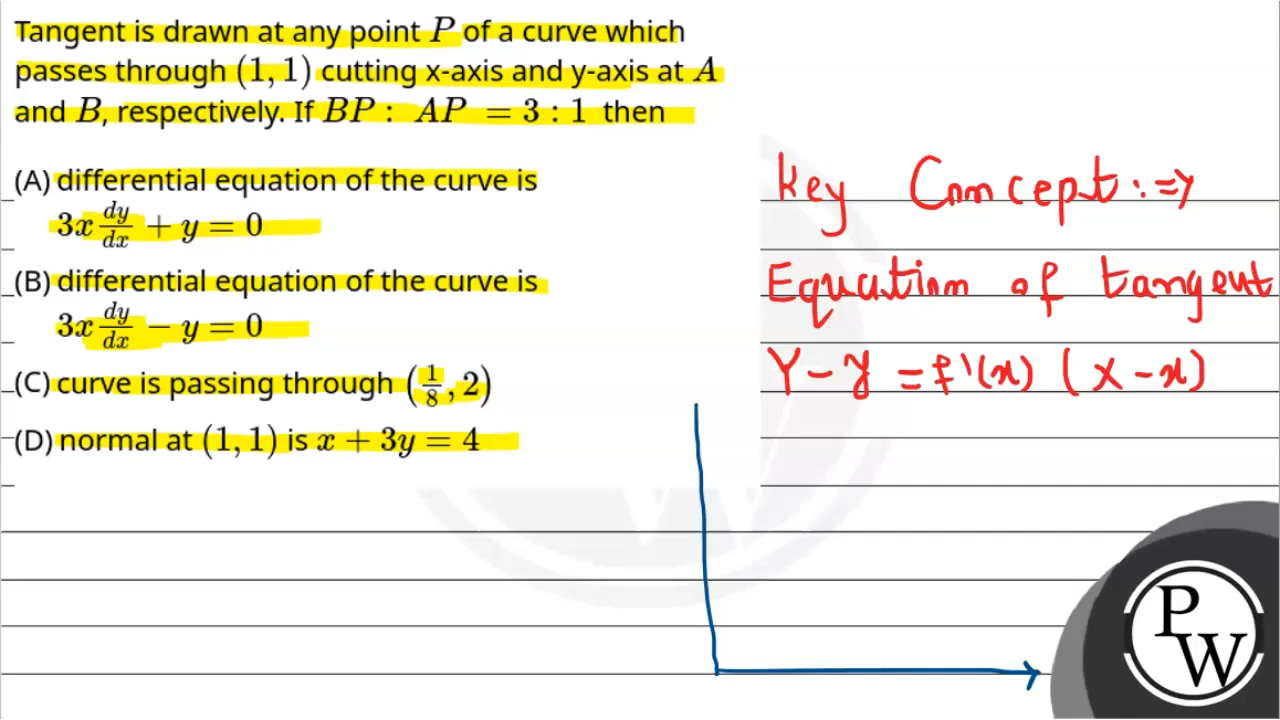 Tangent is drawn at any point P of a curve which
passes through (1, 1) cutting x-axis and y-axis at A
and B, respectively. If BP : AP = 3 : 1 then
(A) differential equation of the curve is
3x dy/dx + y = 0
(B) differential equation of the curve is
3x dy/dx − y = 0
(C) curve is passing through (1/8, 2)
(D) normal at (1, 1) is x + 3y = 4
Key Concept :⇒
Equation of tangent
Y − y = f'(x) (X − x)
PW